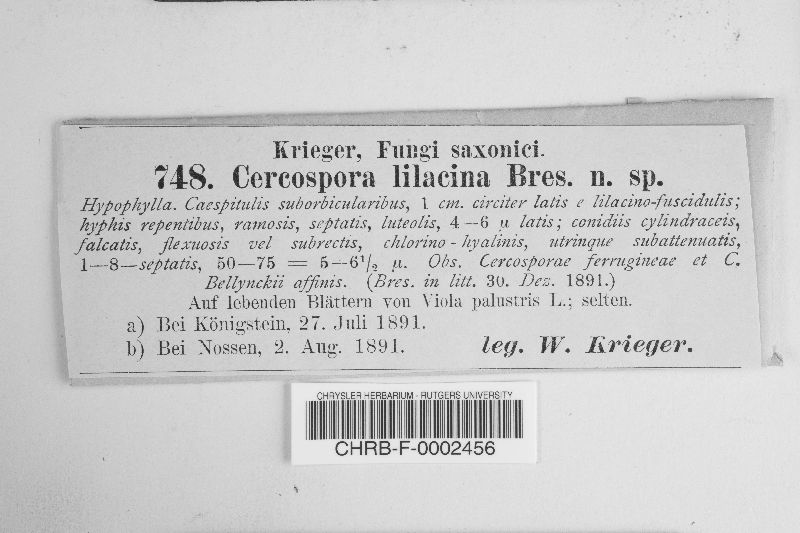 Krieger, Fungi saxonici.
748. Cercospora lilacina Bres. n. sp.
Hypophylla. Caespitulis suborbicularibus, 1 cm. circiter latis e lilacino-fuscidulis;
hyphis repentibus, ramosis, septatis, luteolis, 4—6 µ latis; conidiis cylindraceis,
falcatis, flexuosis vel subrectis, chlorino-hyalinis, utrinque subattenuatis,
1—8—septatis, 50—75 = 5—6½ µ. Obs. Cercosporae ferrugineae et C.
Bellynckii affinis. (Bres. in litt. 30. Dez. 1891.)
Auf lebenden Blättern von Viola palustris L.; selten.
a) Bei Königstein, 27. Juli 1891.
b) Bei Nossen, 2. Aug. 1891. leg. W. Krieger.
CHRYSLER HERBARIUM - RUTGERS UNIVERSITY
CHRB-F-0002456